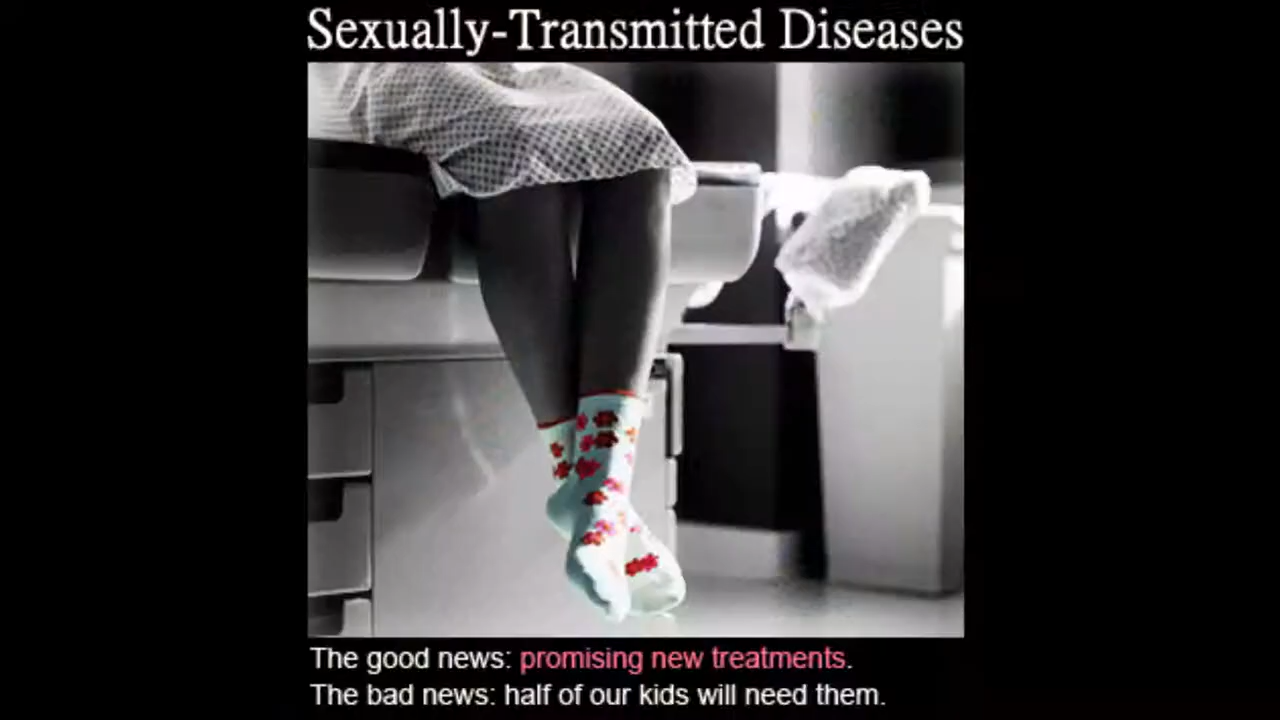 Sexually-Transmitted Diseases
The good news: promising new treatments.
The bad news: half of our kids will need them.